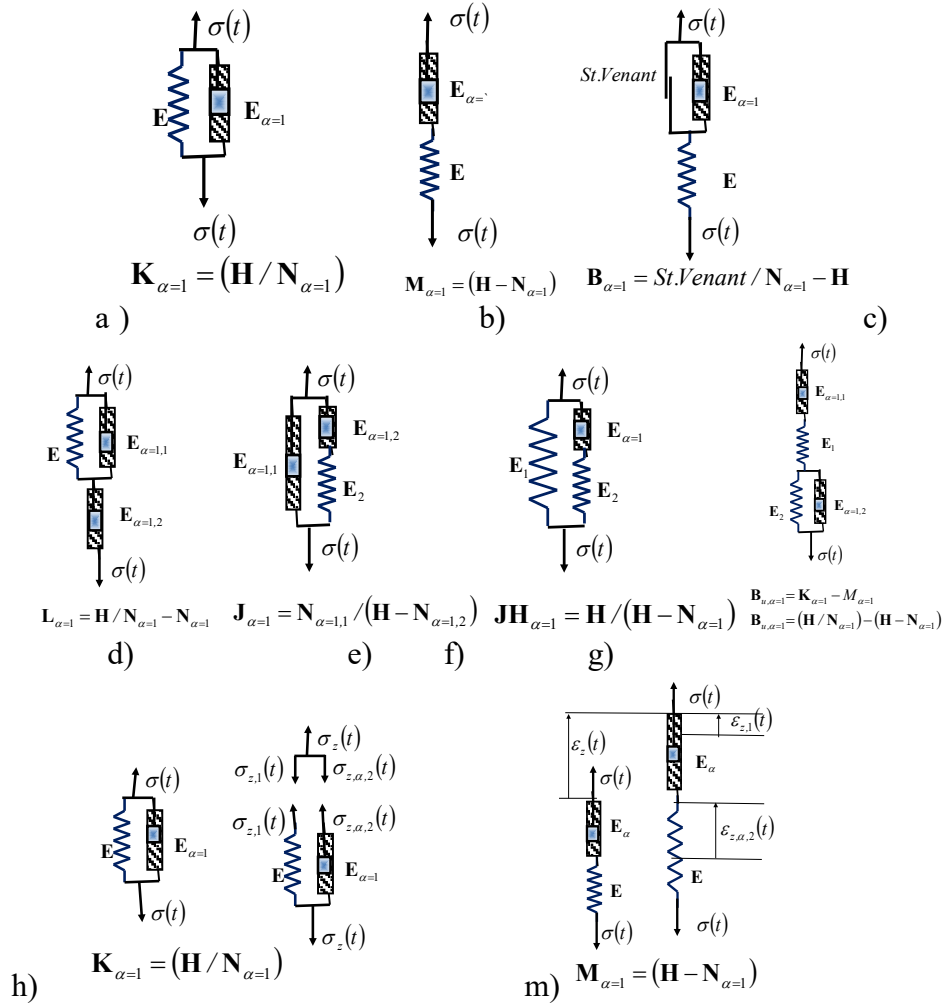 σ(t)
E
E_{α=1}
σ(t)
K_{α=1} = (H / N_{α=1})
a )
σ(t)
E_{α=`}
E
σ(t)
M_{α=1} = (H − N_{α=1})
b)
σ(t)
St.Venant
E_{α=1}
E
σ(t)
B_{α=1} = St.Venant / N_{α=1} − H
c)
σ(t)
E
E_{α=1,1}
E_{α=1,2}
σ(t)
L_{α=1} = H / N_{α=1} − N_{α=1}
d)
σ(t)
E_{α=1,2}
E_{α=1,1}
E_2
σ(t)
J_{α=1} = N_{α=1,1} /(H − N_{α=1,2})
e)
f)
σ(t)
E_{α=1}
E_1
E_2
σ(t)
JH_{α=1} = H /(H − N_{α=1})
g)
σ(t)
E_{α=1,1}
E_1
E_2
E_{α=1,2}
σ(t)
B_{u,α=1} = K_{α=1} − M_{α=1}
B_{u,α=1} = (H / N_{α=1}) − (H − N_{α=1})
σ(t)
E
E_{α=1}
σ(t)
σ_z(t)
σ_{z,1}(t) σ_{z,α,2}(t)
σ_{z,1}(t) σ_{z,α,2}(t)
E
E_{α=1}
σ_z(t)
K_{α=1} = (H / N_{α=1})
h)
σ(t)
ε_{z,1}(t)
ε_z(t)
σ(t)
E_α
E_α
ε_{z,α,2}(t)
E
E
σ(t)
σ(t)
M_{α=1} = (H − N_{α=1})
m)